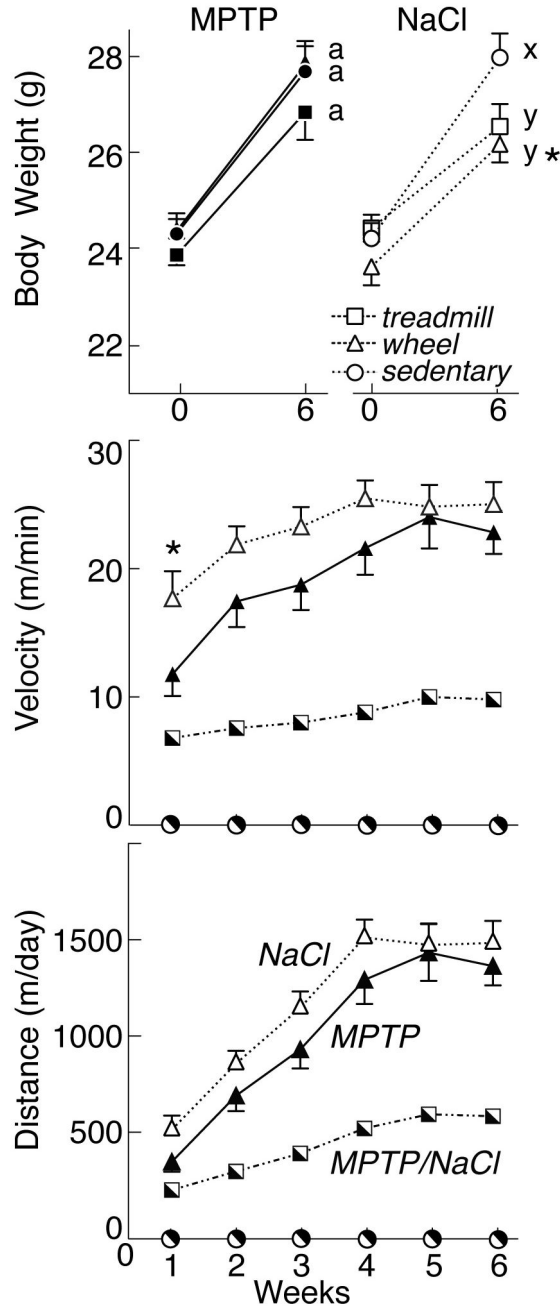 MPTP NaCl
Body Weight (g)
28
26
24
22
a
a
a
x
y
y *
treadmill
wheel
sedentary
0 6 0 6
Velocity (m/min)
30
20
10
0
*
Distance (m/day)
1500
1000
500
0
NaCl
MPTP
MPTP/NaCl
0 1 2 3 4 5 6
Weeks